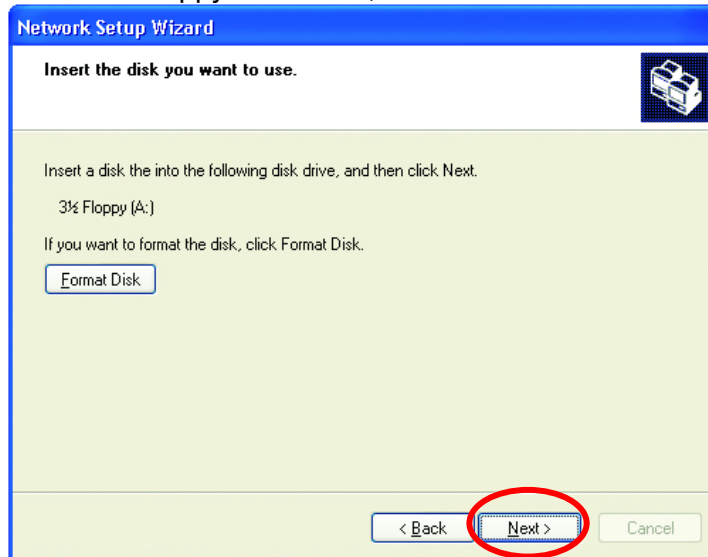 Network Setup Wizard
Insert the disk you want to use.
Insert a disk the into the following disk drive, and then click Next.
3½ Floppy (A:)
If you want to format the disk, click Format Disk.
Format Disk
< Back Next > Cancel